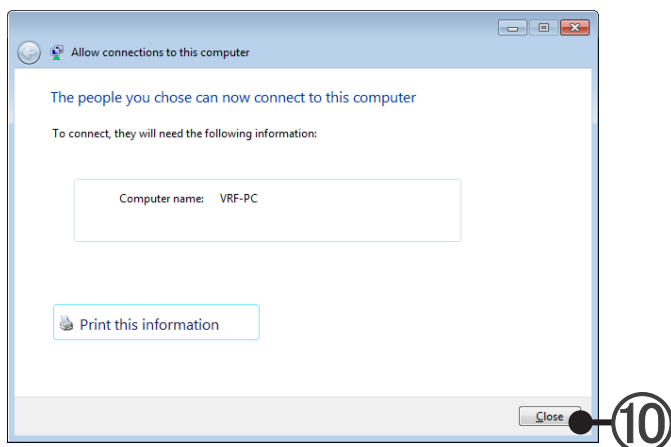 Allow connections to this computer
The people you chose can now connect to this computer
To connect, they will need the following information:
Computer name: VRF-PC
Print this information
Close
⑩